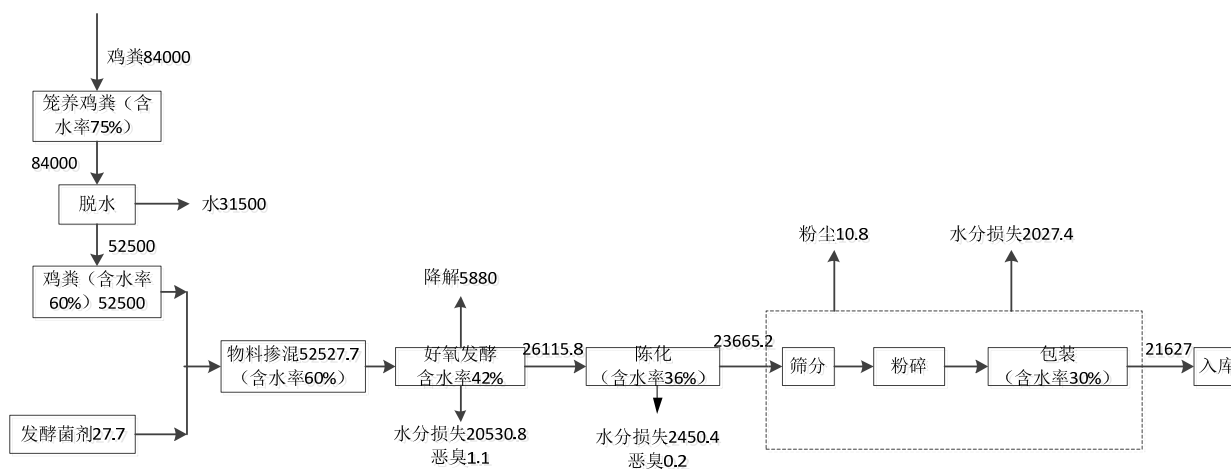 鸡粪84000
笼养鸡粪（含
水率75%）
84000
脱水
水31500
52500
鸡粪（含水率
60%）52500
发酵菌剂27.7
物料掺混52527.7
（含水率60%）
降解5880
好氧发酵
含水率42%
水分损失20530.8
恶臭1.1
26115.8
陈化
（含水率36%）
水分损失2450.4
恶臭0.2
23665.2
粉尘10.8
水分损失2027.4
筛分
粉碎
包装
（含水率30%）
21627
入库